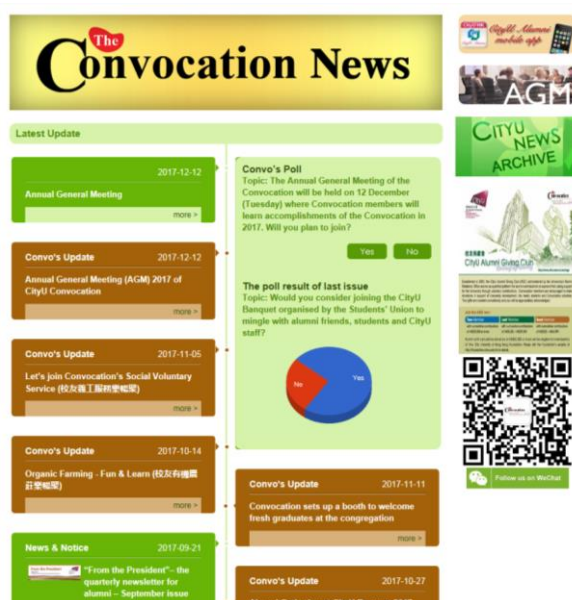 The
Convocation News
Latest Update
2017-12-12
Annual General Meeting
more >
Convo's Update 2017-12-12
Annual General Meeting (AGM) 2017 of
CityU Convocation
more >
Convo's Update 2017-11-05
Let's join Convocation's Social Voluntary
Service (校友義工服務樂暢聚)
more >
Convo's Update 2017-10-14
Organic Farming - Fun & Learn (校友有機農
莊樂暢聚)
more >
News & Notice 2017-09-21
"From the President"– the
quarterly newsletter for
alumni – September issue
Convo's Poll
Topic: The Annual General Meeting of the
Convocation will be held on 12 December
(Tuesday) where Convocation members will
learn accomplishments of the Convocation in
2017. Will you plan to join?
Yes No
The poll result of last issue
Topic: Would you consider joining the CityU
Banquet organised by the Students' Union to
mingle with alumni friends, students and CityU
staff?
No
Yes
Convo's Update 2017-11-11
Convocation sets up a booth to welcome
fresh graduates at the congregation
more >
Convo's Update 2017-10-27
CityU Alumni
mobile app
AGM
CITYU
NEWS
ARCHIVE
CityU Alumni Giving Club
Follow us on WeChat